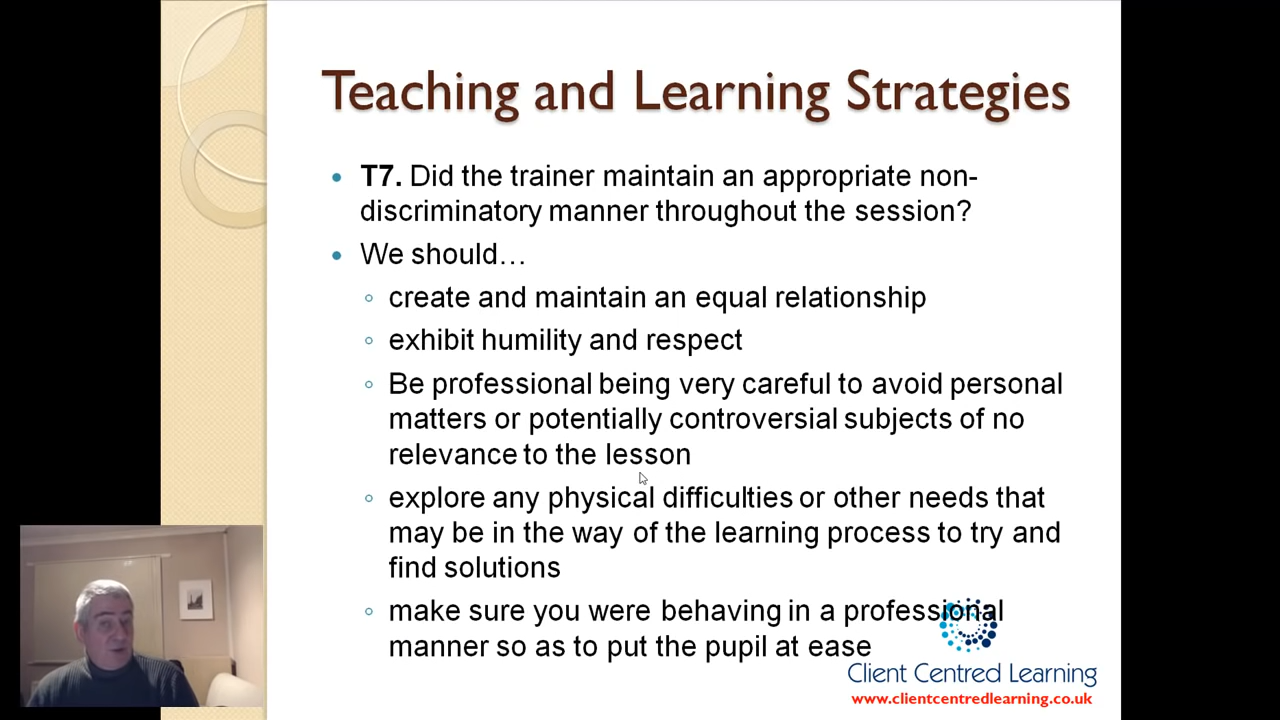 Teaching and Learning Strategies
T7. Did the trainer maintain an appropriate non-
discriminatory manner throughout the session?
We should…
create and maintain an equal relationship
exhibit humility and respect
Be professional being very careful to avoid personal
matters or potentially controversial subjects of no
relevance to the lesson
explore any physical difficulties or other needs that
may be in the way of the learning process to try and
find solutions
make sure you were behaving in a professional
manner so as to put the pupil at ease
Client Centred Learning
www.clientcentredlearning.co.uk